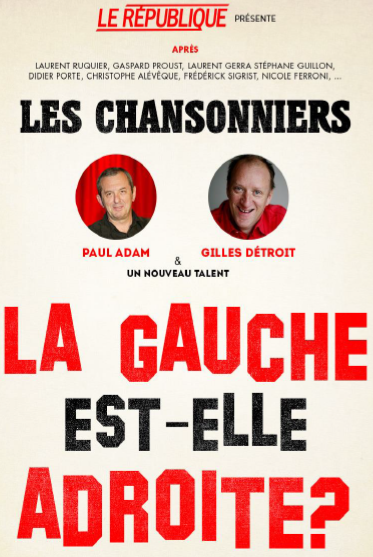 LE RÉPUBLIQUE PRÉSENTE
APRÈS
LAURENT RUQUIER, GASPARD PROUST, LAURENT GERRA STÉPHANE GUILLON,
DIDIER PORTE, CHRISTOPHE ALÉVÊQUE, FRÉDÉRICK SIGRIST, NICOLE FERRONI, ...
LES CHANSONNIERS
PAUL ADAM
GILLES DÉTROIT
&
UN NOUVEAU TALENT
LA GAUCHE
EST-ELLE
ADROITE?